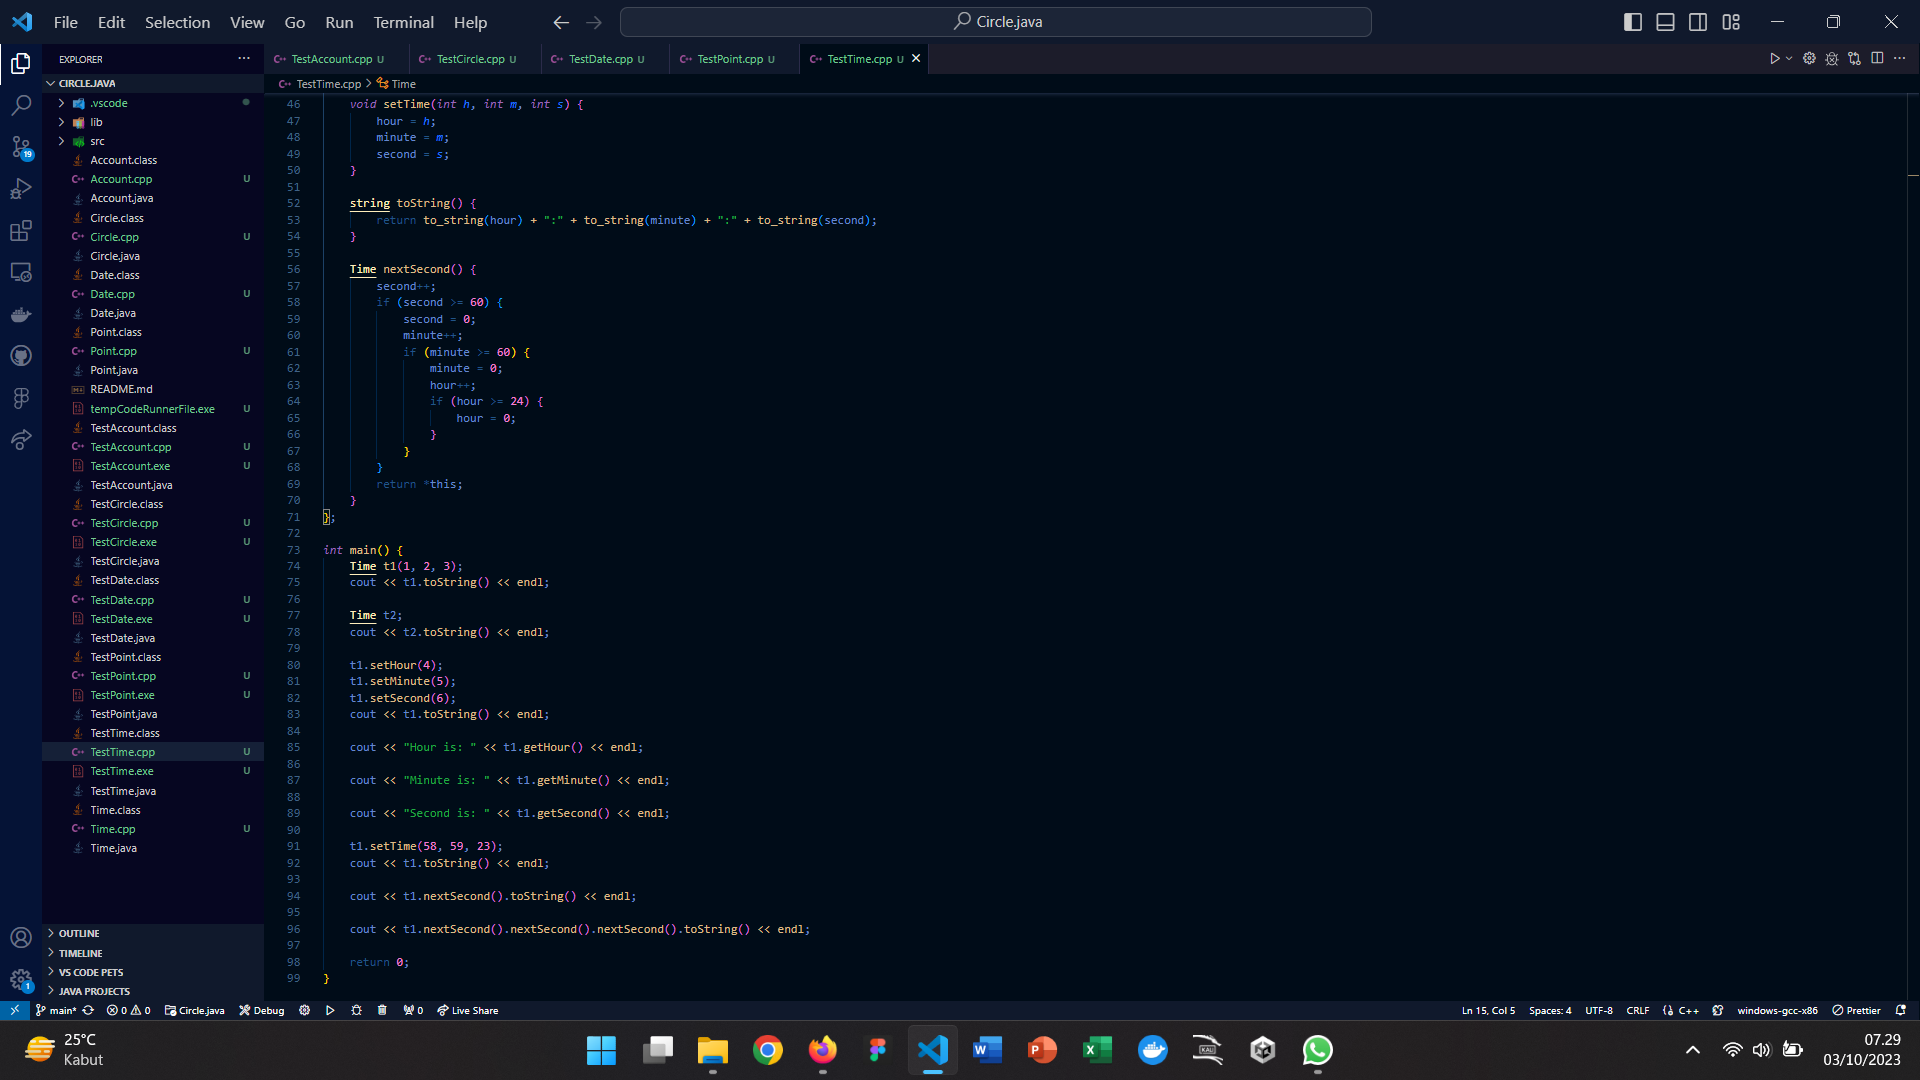 File Edit Selection View Go Run Terminal Help
Circle.java
EXPLORER
TestAccount.cpp U
TestCircle.cpp U
TestDate.cpp U
TestPoint.cpp U
TestTime.cpp U
CIRCLE.JAVA
TestTime.cpp > Time
.vscode
lib
src
Account.class
Account.cpp U
Account.java
Circle.class
Circle.cpp U
Circle.java
Date.class
Date.cpp U
Date.java
Point.class
Point.cpp U
Point.java
README.md
tempCodeRunnerFile.exe U
TestAccount.class
TestAccount.cpp U
TestAccount.exe U
TestAccount.java
TestCircle.class
TestCircle.cpp U
TestCircle.exe U
TestCircle.java
TestDate.class
TestDate.cpp U
TestDate.exe U
TestDate.java
TestPoint.class
TestPoint.cpp U
TestPoint.exe U
TestPoint.java
TestTime.class
TestTime.cpp U
TestTime.exe U
TestTime.java
Time.class
Time.cpp U
Time.java
OUTLINE
TIMELINE
VS CODE PETS
JAVA PROJECTS
19
1
46 void setTime(int h, int m, int s) {
47 hour = h;
48 minute = m;
49 second = s;
50 }
51
52 string toString() {
53 return to_string(hour) + ":" + to_string(minute) + ":" + to_string(second);
54 }
55
56 Time nextSecond() {
57 second++;
58 if (second >= 60) {
59 second = 0;
60 minute++;
61 if (minute >= 60) {
62 minute = 0;
63 hour++;
64 if (hour >= 24) {
65 hour = 0;
66 }
67 }
68 }
69 return *this;
70 }
71 };
72
73 int main() {
74 Time t1(1, 2, 3);
75 cout << t1.toString() << endl;
76
77 Time t2;
78 cout << t2.toString() << endl;
79
80 t1.setHour(4);
81 t1.setMinute(5);
82 t1.setSecond(6);
83 cout << t1.toString() << endl;
84
85 cout << "Hour is: " << t1.getHour() << endl;
86
87 cout << "Minute is: " << t1.getMinute() << endl;
88
89 cout << "Second is: " << t1.getSecond() << endl;
90
91 t1.setTime(58, 59, 23);
92 cout << t1.toString() << endl;
93
94 cout << t1.nextSecond().toString() << endl;
95
96 cout << t1.nextSecond().nextSecond().nextSecond().toString() << endl;
97
98 return 0;
99 }
main* 0 0 Circle.java Debug 0 Live Share Ln 15, Col 5 Spaces: 4 UTF-8 CRLF {} C++ windows-gcc-x86 Prettier
25°C
Kabut
07.29
03/10/2023